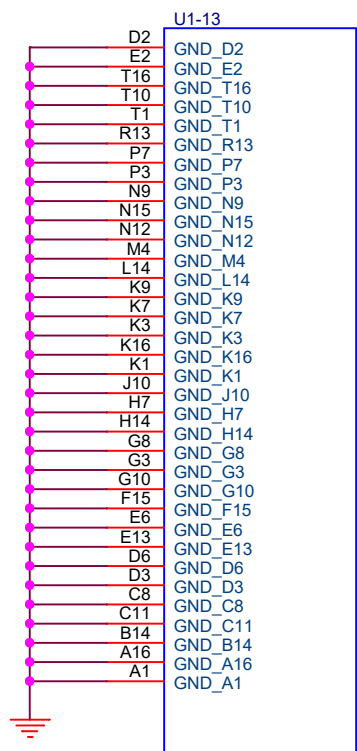 U1-13
D2 GND_D2
E2 GND_E2
T16 GND_T16
T10 GND_T10
T1 GND_T1
R13 GND_R13
P7 GND_P7
P3 GND_P3
N9 GND_N9
N15 GND_N15
N12 GND_N12
M4 GND_M4
L14 GND_L14
K9 GND_K9
K7 GND_K7
K3 GND_K3
K16 GND_K16
K1 GND_K1
J10 GND_J10
H7 GND_H7
H14 GND_H14
G8 GND_G8
G3 GND_G3
G10 GND_G10
F15 GND_F15
E6 GND_E6
E13 GND_E13
D6 GND_D6
D3 GND_D3
C8 GND_C8
C11 GND_C11
B14 GND_B14
A16 GND_A16
A1 GND_A1